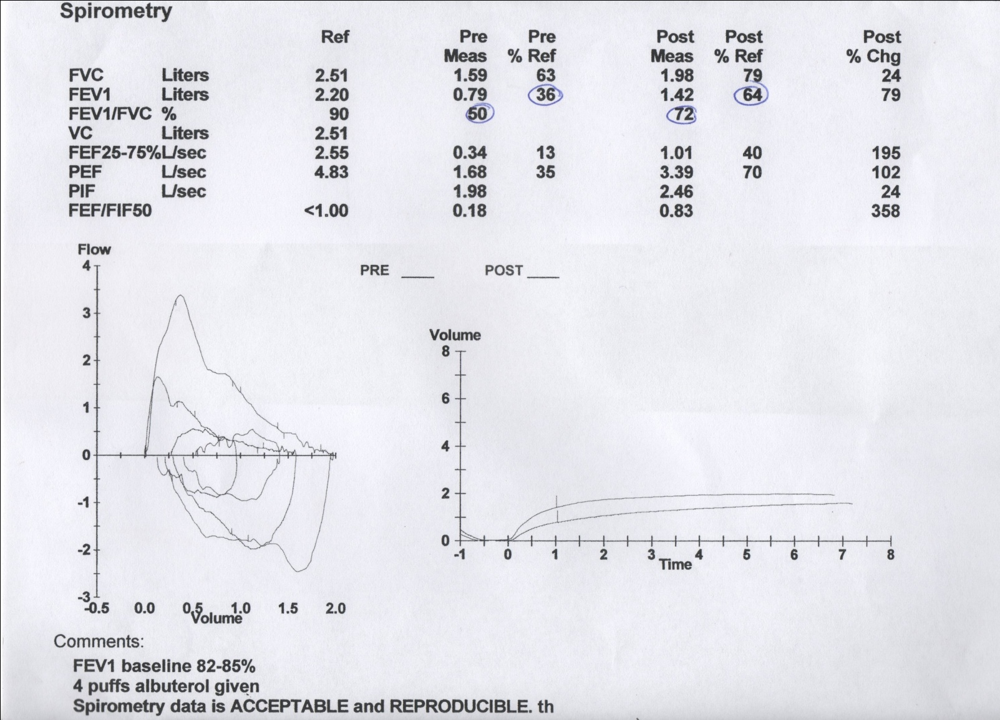 Spirometry
Ref Pre Pre Post Post Post
Meas % Ref Meas % Ref % Chg
FVC Liters 2.51 1.59 63 1.98 79 24
FEV1 Liters 2.20 0.79 36 1.42 64 79
FEV1/FVC % 90 50 72
VC Liters 2.51
FEF25-75% L/sec 2.55 0.34 13 1.01 40 195
PEF L/sec 4.83 1.68 35 3.39 70 102
PIF L/sec 1.98 2.46 24
FEF/FIF50 <1.00 0.18 0.83 358
Flow
4
3
2
1
0
-1
-2
-3
-0.5 0.0 0.5 1.0 1.5 2.0
Volume
PRE ____ POST ____
Volume
8
6
4
2
0
-1 0 1 2 3 4 5 6 7 8
Time
Comments:
FEV1 baseline 82-85%
4 puffs albuterol given
Spirometry data is ACCEPTABLE and REPRODUCIBLE. th